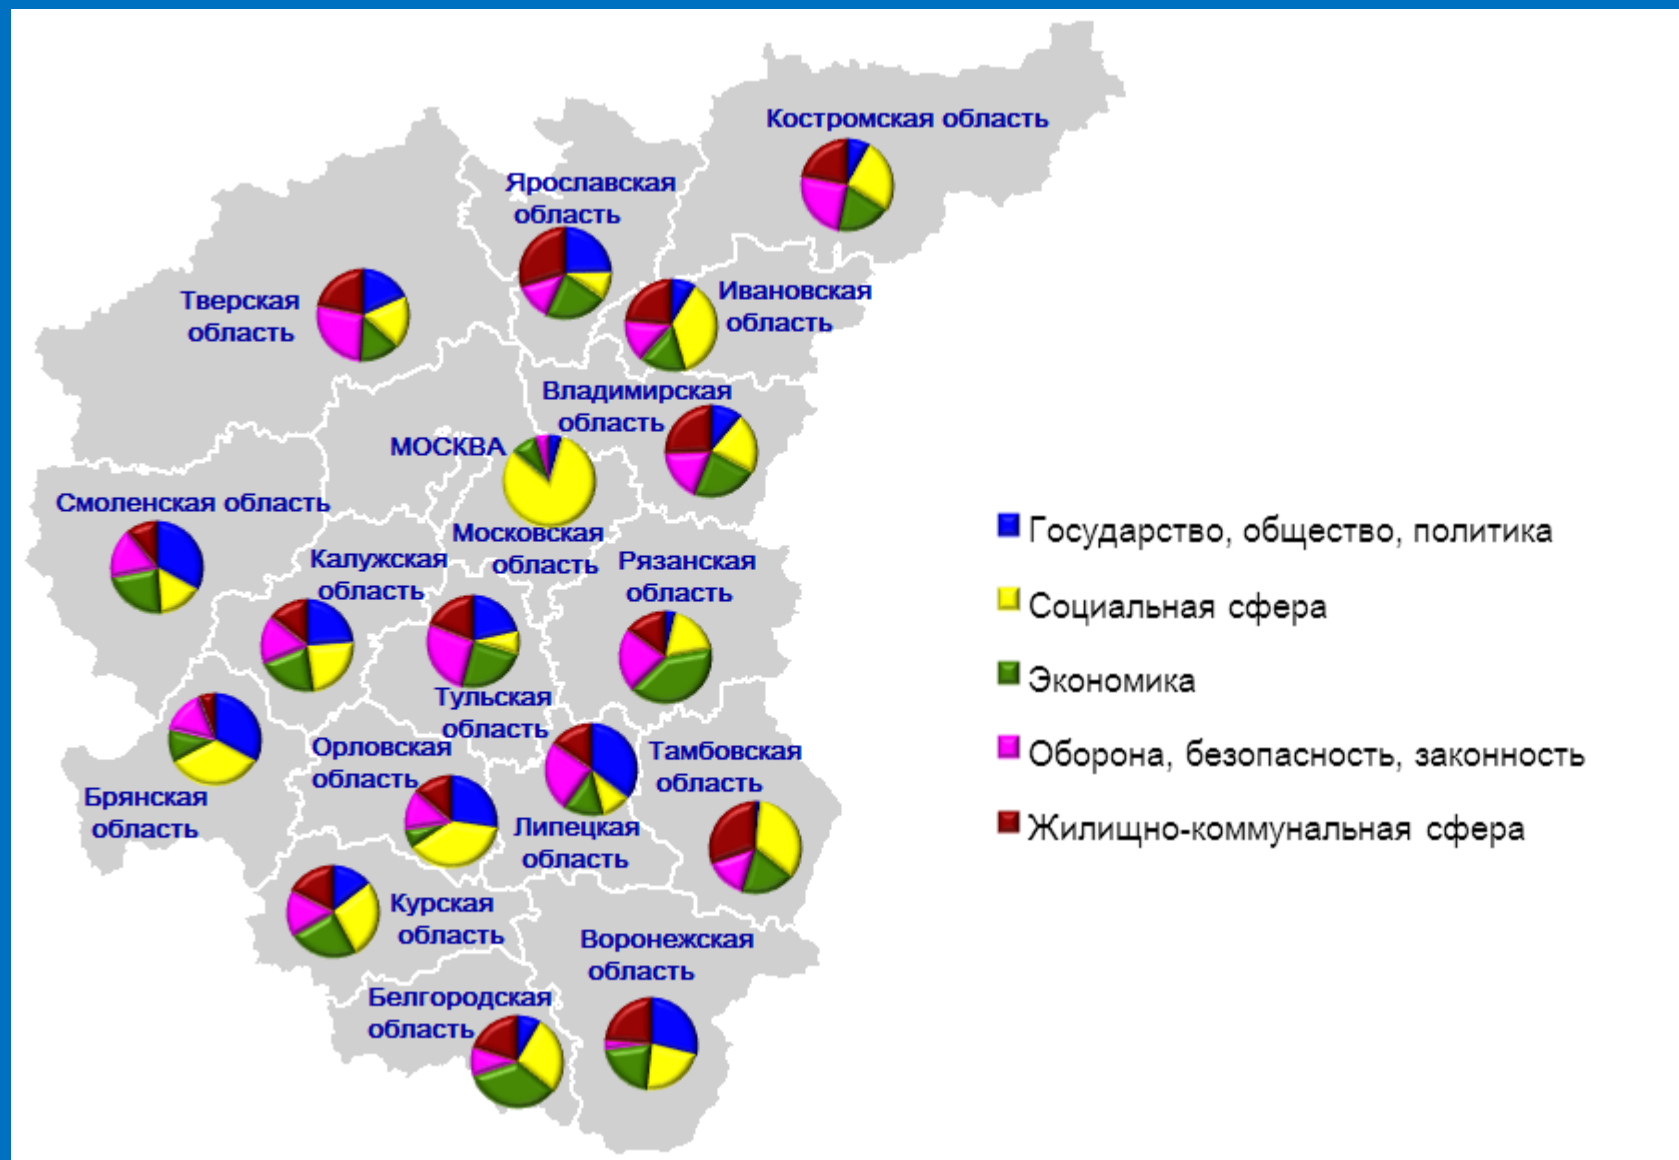 Костромская область
Ярославская
область
Тверская
область
Ивановская
область
Владимирская
область
МОСКВА
Смоленская область
Московская
область
Калужская
область
Рязанская
область
Тульская
область
Орловская
область
Тамбовская
область
Брянская
область
Липецкая
область
Курская
область
Воронежская
область
Белгородская
область
Государство, общество, политика
Социальная сфера
Экономика
Оборона, безопасность, законность
Жилищно-коммунальная сфера